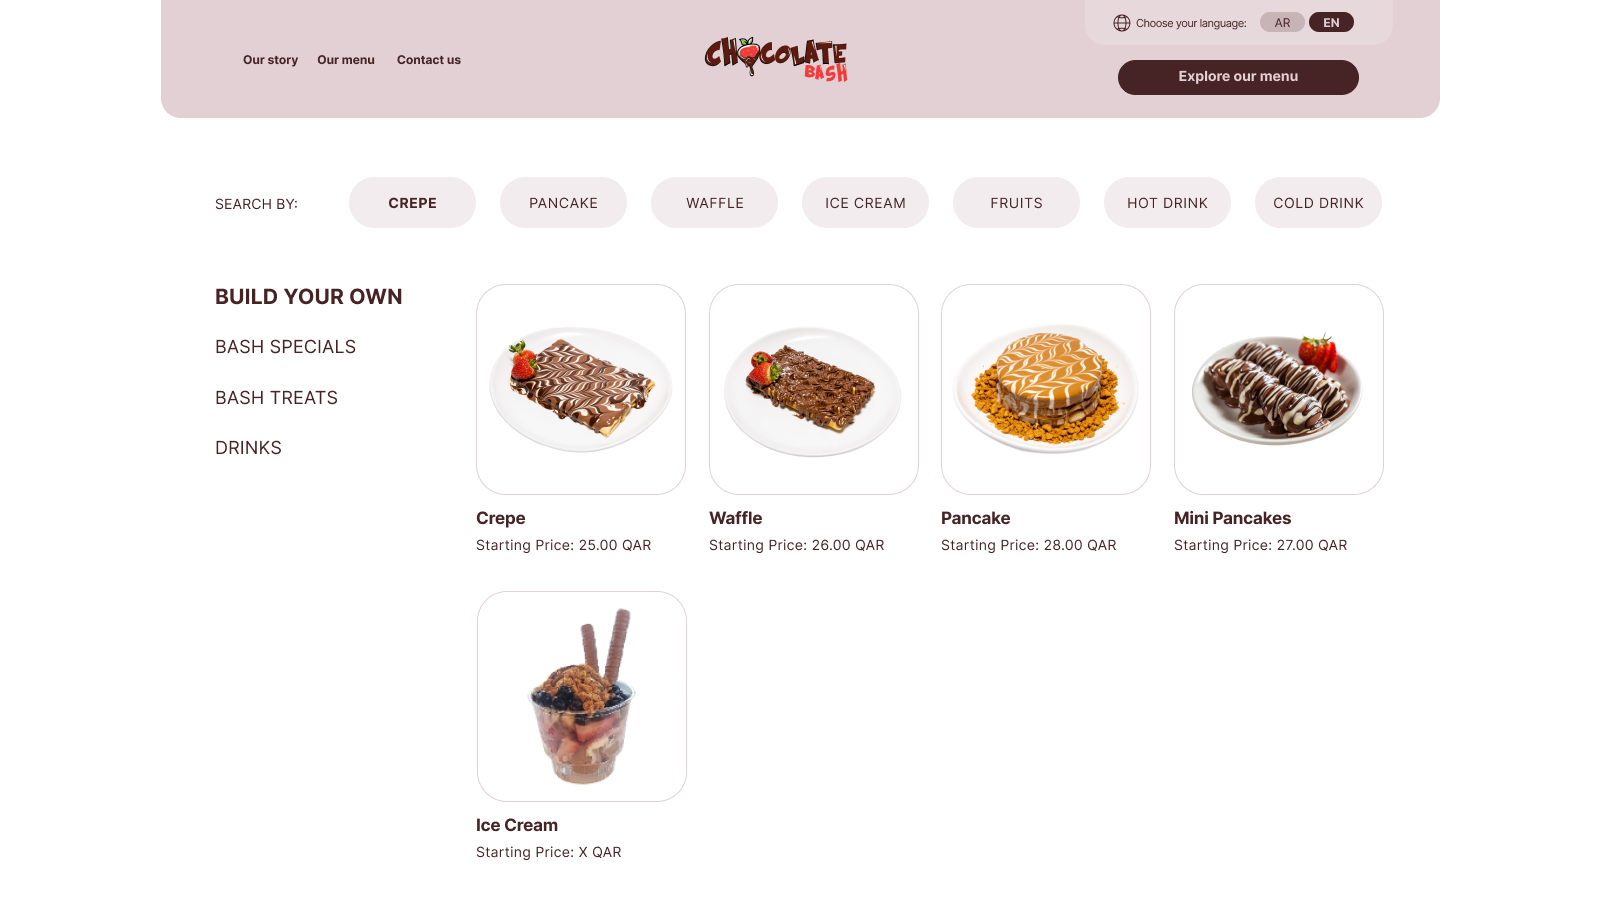 Choose your language: AR EN
Our story Our menu Contact us
CHOCOLATE
BASH
Explore our menu
SEARCH BY: CREPE PANCAKE WAFFLE ICE CREAM FRUITS HOT DRINK COLD DRINK
BUILD YOUR OWN
BASH SPECIALS
BASH TREATS
DRINKS
Crepe
Starting Price: 25.00 QAR
Waffle
Starting Price: 26.00 QAR
Pancake
Starting Price: 28.00 QAR
Mini Pancakes
Starting Price: 27.00 QAR
Ice Cream
Starting Price: X QAR